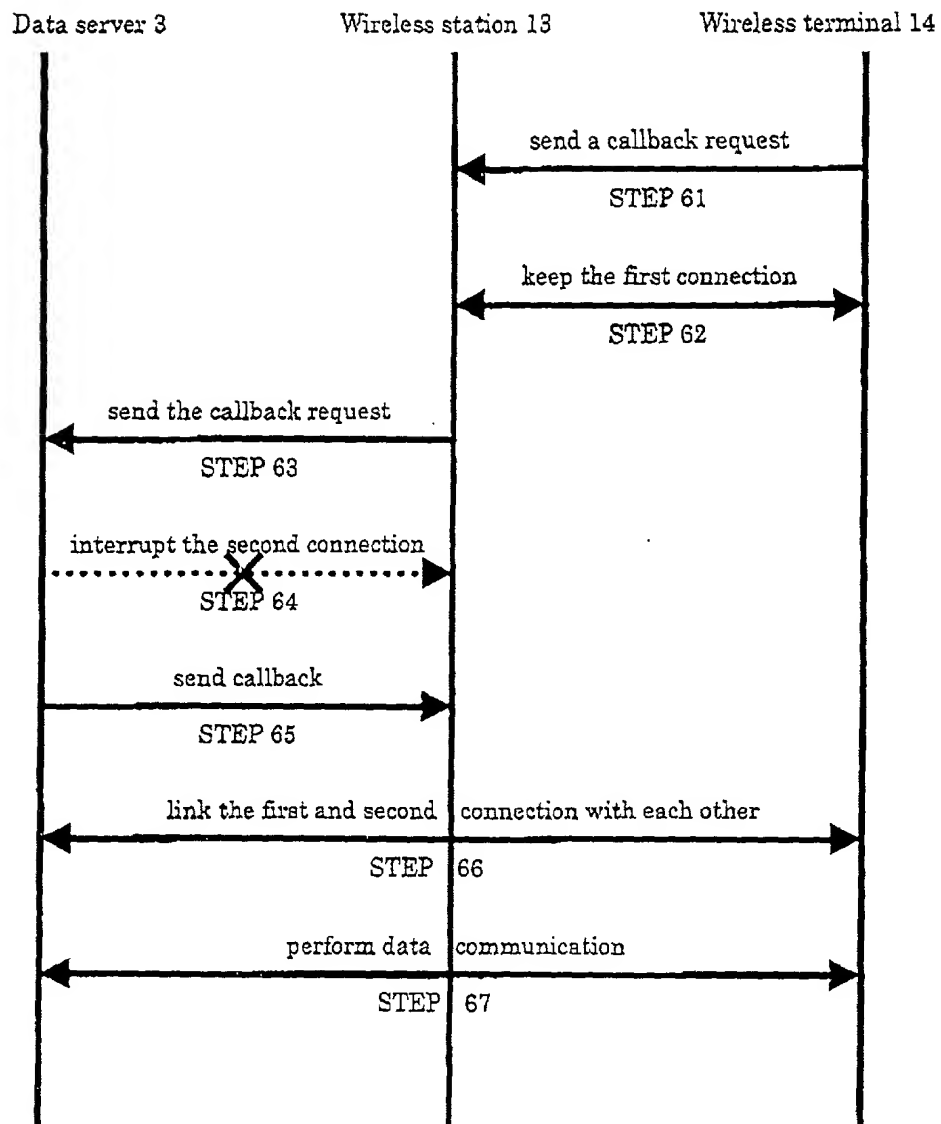 Data server 3 Wireless station 13 Wireless terminal 14
send a callback request
STEP 61
keep the first connection
STEP 62
send the callback request
STEP 63
interrupt the second connection
STEP 64
send callback
STEP 65
link the first and second connection with each other
STEP 66
perform data communication
STEP 67